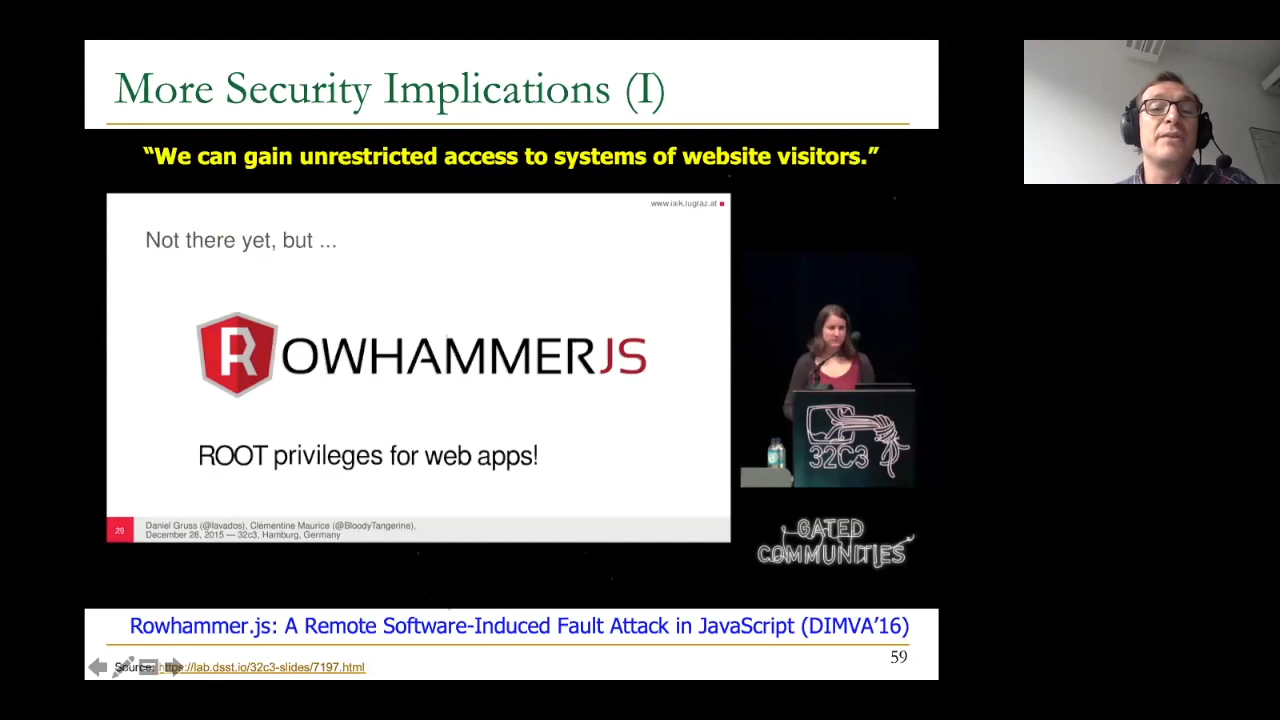 More Security Implications (I)
“We can gain unrestricted access to systems of website visitors.”
www.iaik.tugraz.at
Not there yet, but ...
ROWHAMMERJS
ROOT privileges for web apps!
29
Daniel Gruss (@lavados), Clémentine Maurice (@BloodyTangerine),
December 28, 2015 — 32c3, Hamburg, Germany
32C3
GATED
COMMUNITIES
Rowhammer.js: A Remote Software-Induced Fault Attack in JavaScript (DIMVA’16)
Source: https://lab.dsst.io/32c3-slides/7197.html
59